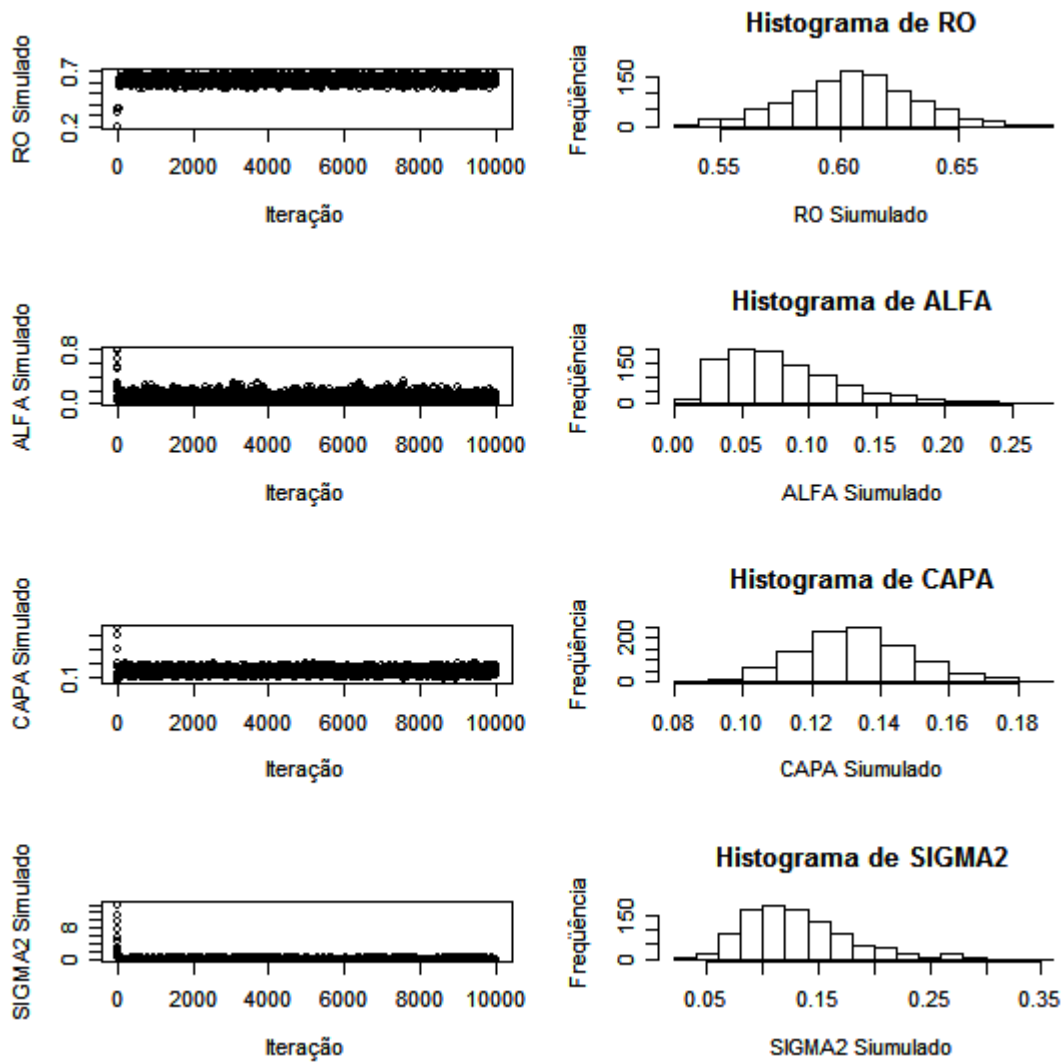 RO Simulado
0.7
0.2
0 2000 4000 6000 8000 10000
Iteração
Histograma de RO
Freqüência
150
0
0.55 0.60 0.65
RO Siumulado
ALFA Simulado
0.8
0.0
0 2000 4000 6000 8000 10000
Iteração
Histograma de ALFA
Freqüência
150
0
0.00 0.05 0.10 0.15 0.20 0.25
ALFA Siumulado
CAPA Simulado
0.1
0 2000 4000 6000 8000 10000
Iteração
Histograma de CAPA
Freqüência
200
0
0.08 0.10 0.12 0.14 0.16 0.18
CAPA Siumulado
SIGMA2 Simulado
8
0
0 2000 4000 6000 8000 10000
Iteração
Histograma de SIGMA2
Freqüência
150
0
0.05 0.15 0.25 0.35
SIGMA2 Siumulado